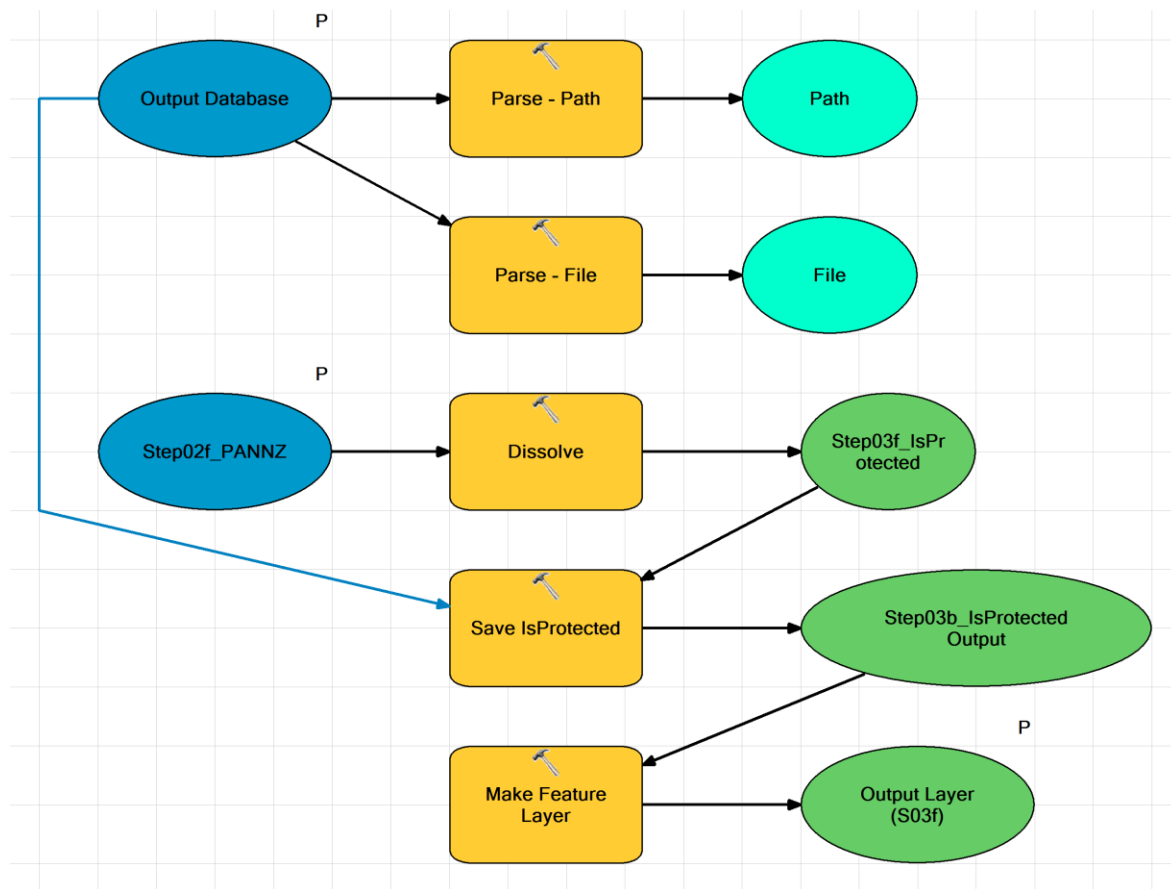 P
Output Database
Parse - Path
Path
Parse - File
File
P
Step02f_PANNZ
Dissolve
Step03f_IsPr
otected
Save IsProtected
Step03b_IsProtected
Output
P
Make Feature
Layer
Output Layer
(S03f)